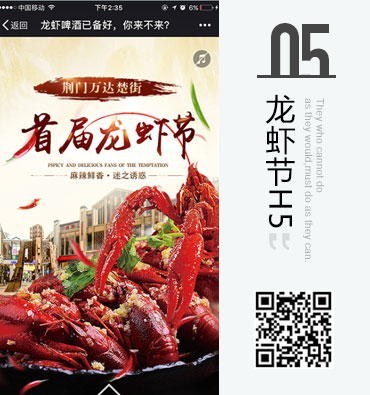 中国移动
下午2:35
6%
返回
龙虾啤酒已备好，你来不来？
荆门万达楚街
首届龙虾节
PSPICY AND DELICIOUS FANS OF THE TEMPTATION
麻辣鲜香·迷之诱惑
05
龙虾节H5
They who cannot do
as they would,must do as they can.